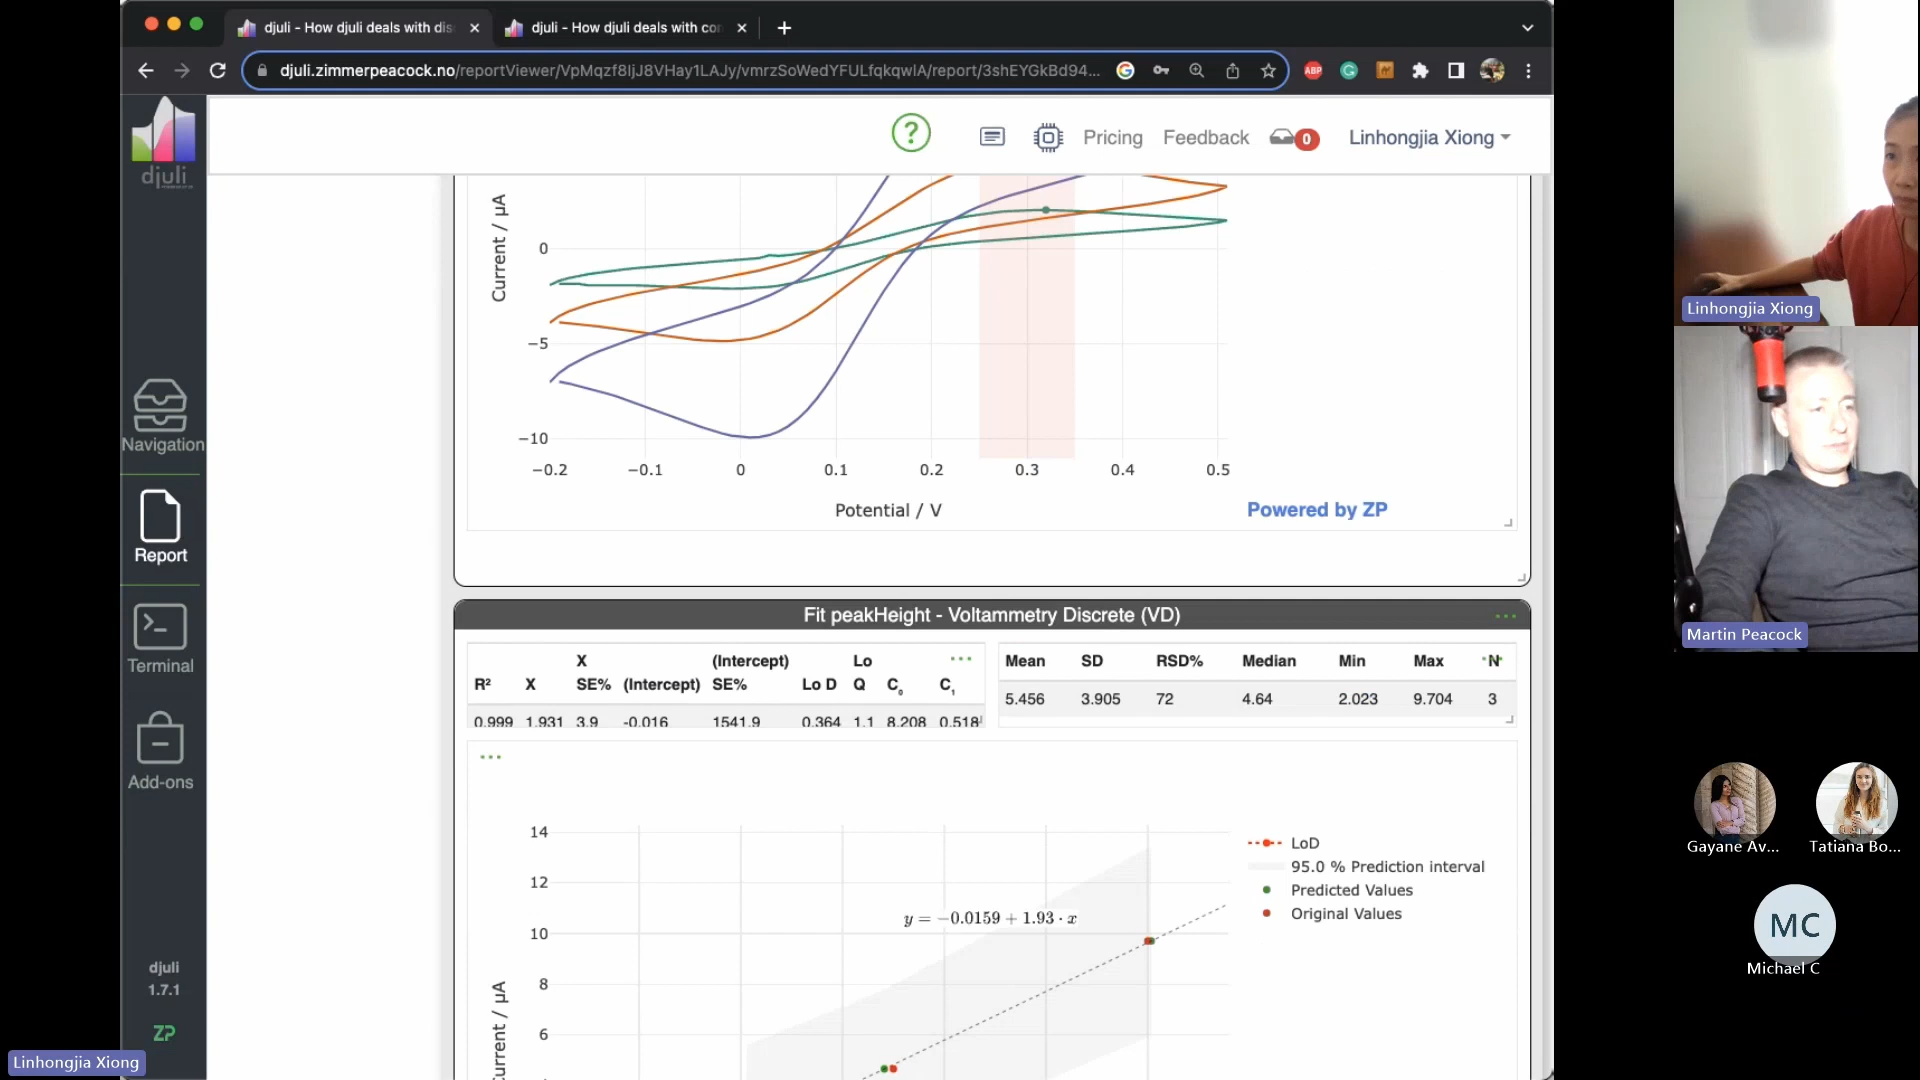 djuli - How djuli deals with dis
djuli - How djuli deals with cor
djuli.zimmerpeacock.no/reportViewer/VpMqzf8IjJ8VHay1LAJy/vmrzSoWedYFULfqkqwIA/report/3shEYGkBd94...
ABP
djuli
?
Pricing
Feedback
0
Linhongjia Xiong
Current / μA
0
−5
−10
−0.2
−0.1
0
0.1
0.2
0.3
0.4
0.5
Potential / V
Powered by ZP
Navigation
Report
Terminal
Add-ons
djuli
1.7.1
ZP
Fit peakHeight - Voltammetry Discrete (VD)
R² X X SE% (Intercept) (Intercept) SE% Lo D Lo Q C₀ C₁
0.999 1.931 3.9 -0.016 1541.9 0.364 1.1 8.208 0.518
Mean SD RSD% Median Min Max N
5.456 3.905 72 4.64 2.023 9.704 3
14
12
10
8
6
Current / μA
y = −0.0159 + 1.93 · x
LoD
95.0 % Prediction interval
Predicted Values
Original Values
Linhongjia Xiong
Martin Peacock
Gayane Av...
Tatiana Bo...
MC
Michael C
Linhongjia Xiong